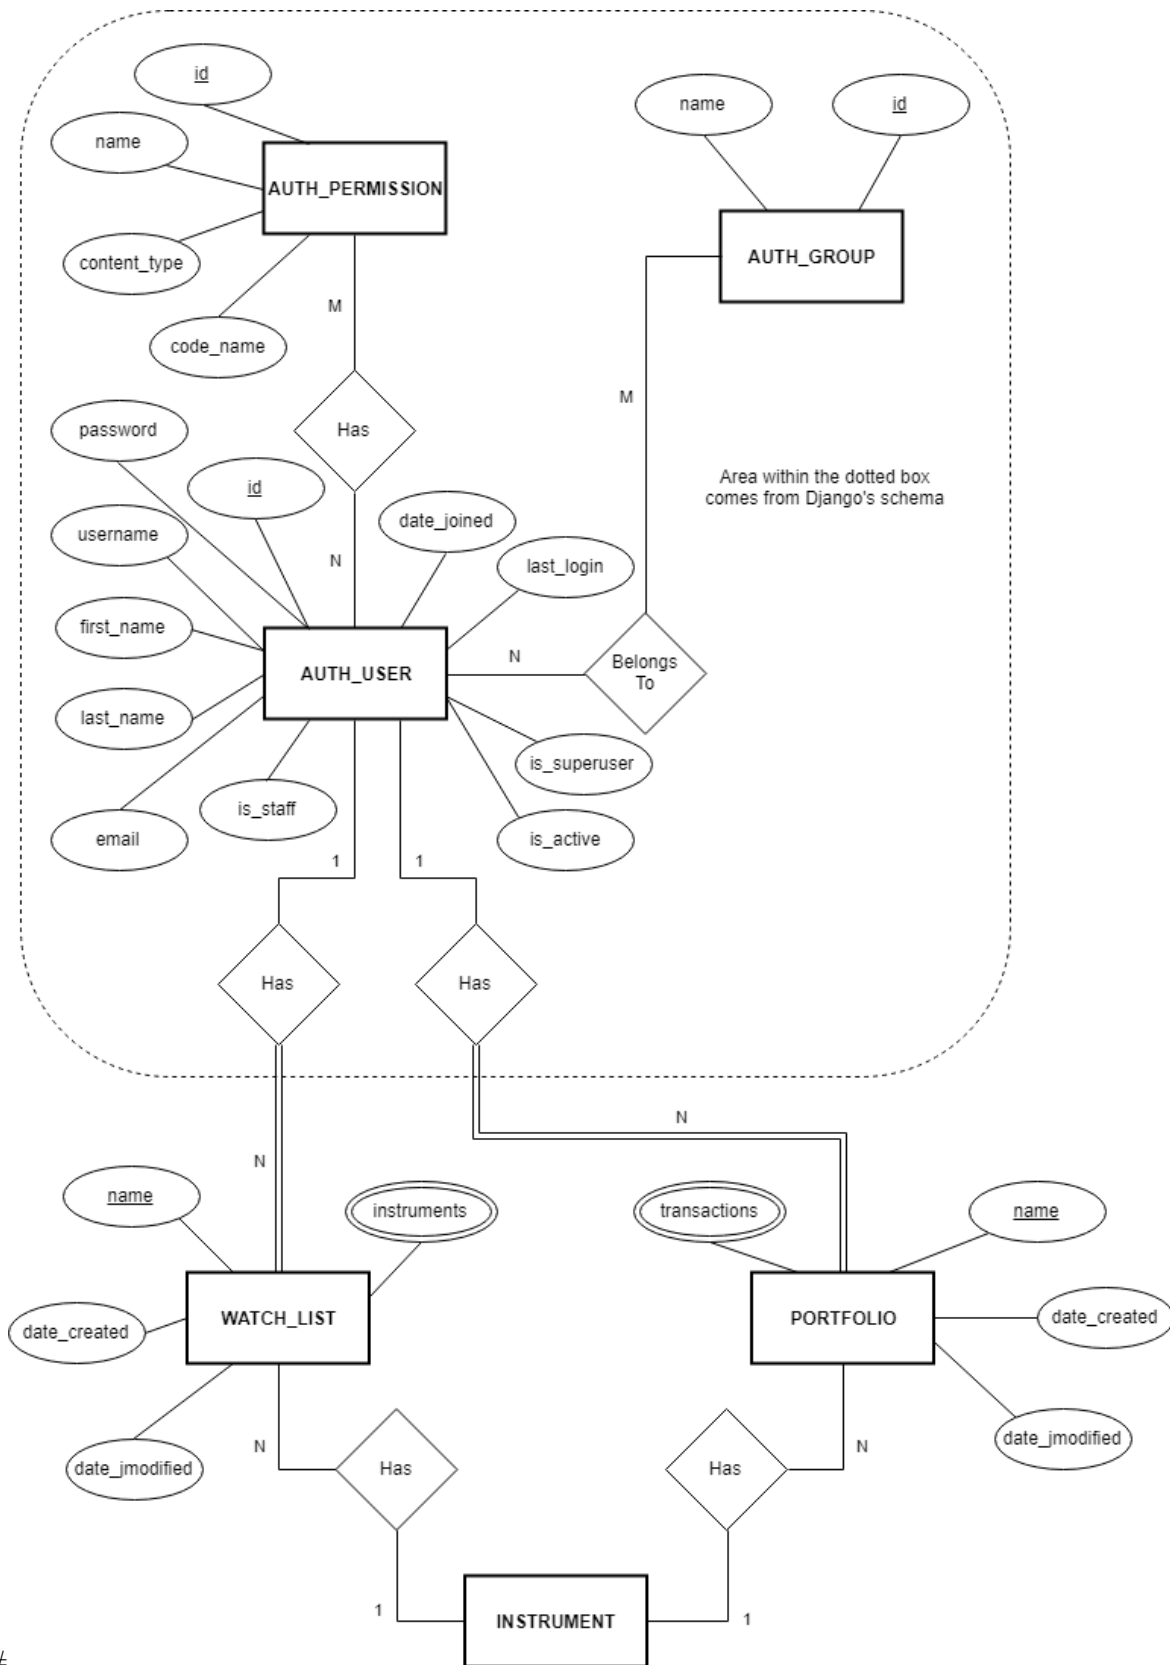 id
name
id
name
AUTH_PERMISSION
AUTH_GROUP
content_type
M
code_name
M
password
Has
Area within the dotted box
comes from Django's schema
id
date_joined
username
N
last_login
first_name
N
Belongs
To
AUTH_USER
last_name
is_superuser
is_staff
email
is_active
1
1
Has
Has
N
N
name
instruments
transactions
name
WATCH_LIST
PORTFOLIO
date_created
date_created
N
N
date_jmodified
Has
Has
date_jmodified
1
1
INSTRUMENT